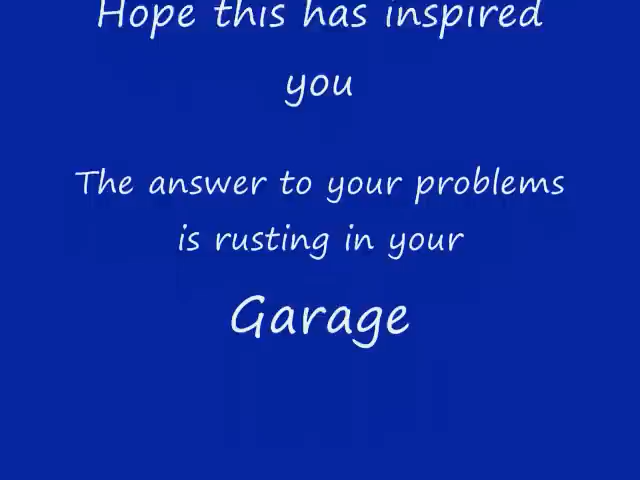 Hope this has inspired
you
The answer to your problems
is rusting in your
Garage